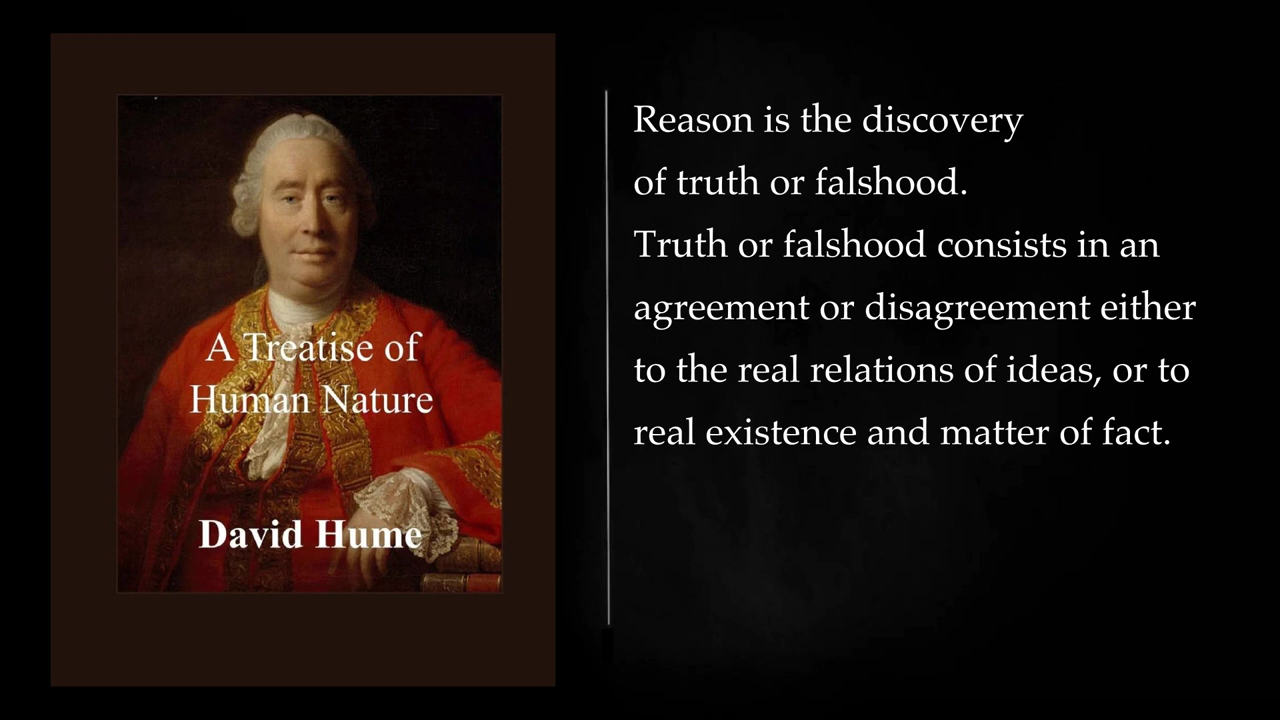 A Treatise of
Human Nature
David Hume
Reason is the discovery
of truth or falshood.
Truth or falshood consists in an
agreement or disagreement either
to the real relations of ideas, or to
real existence and matter of fact.